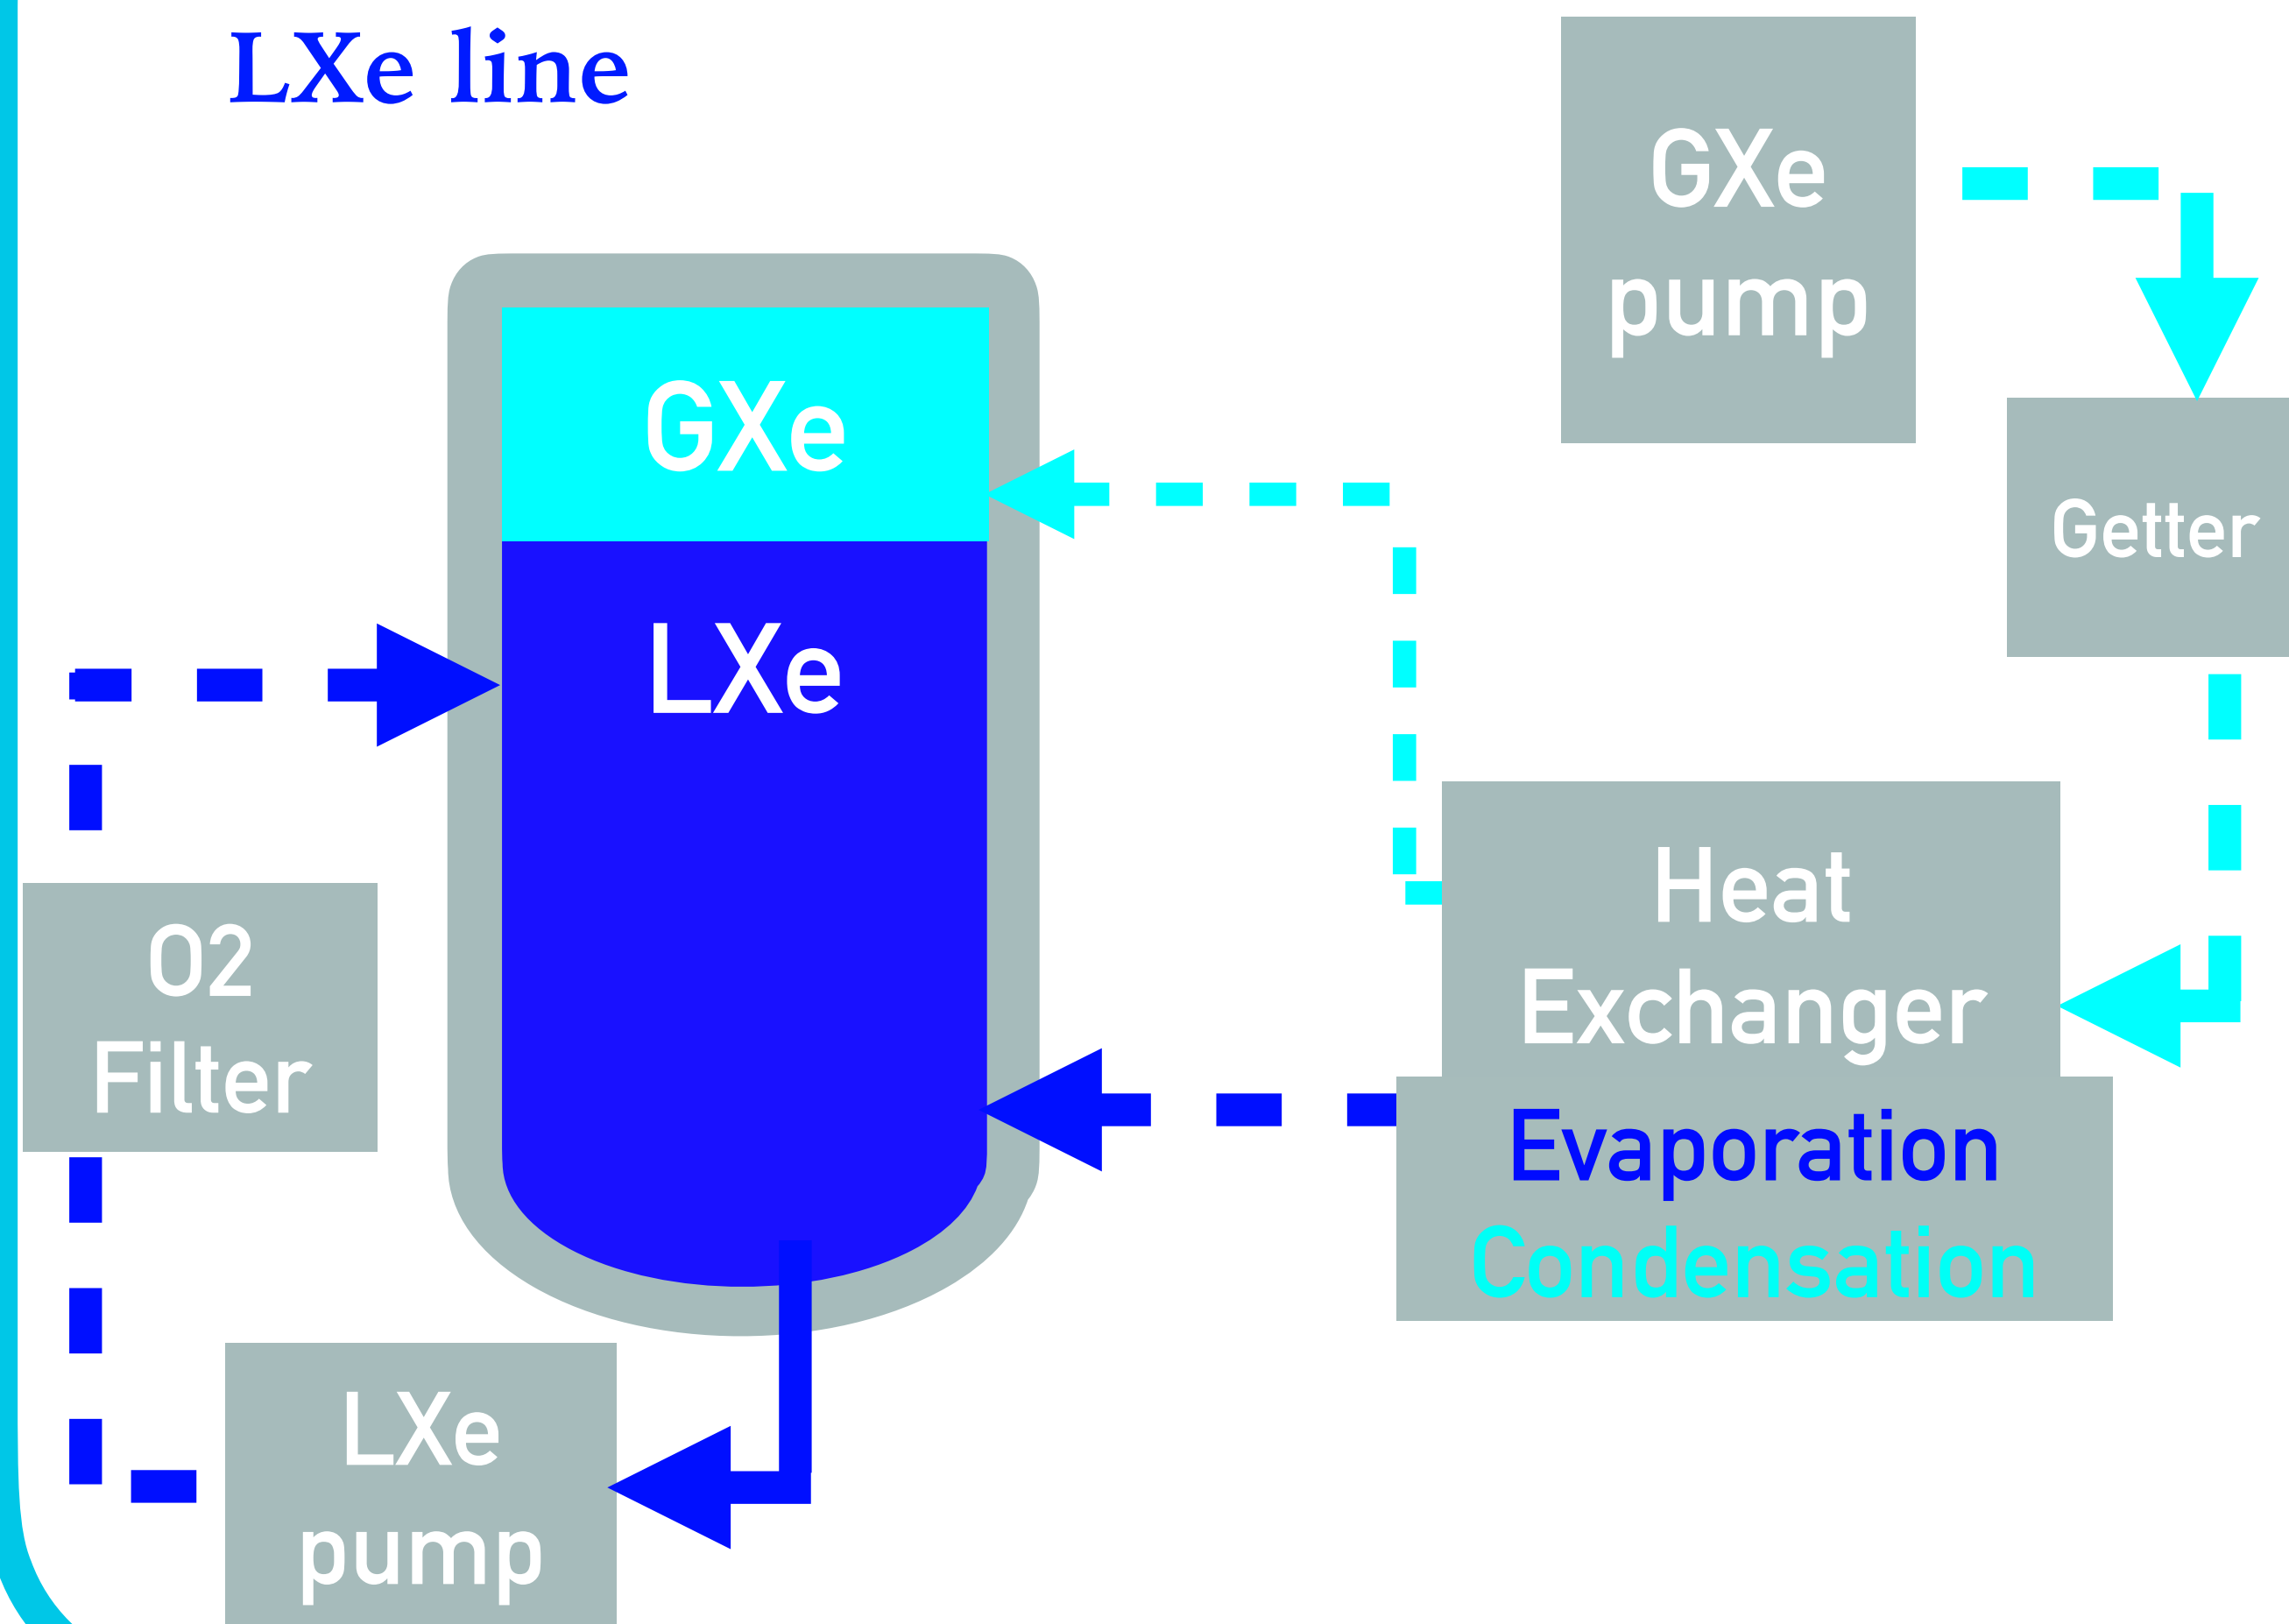 LXe line
GXe
pump
GXe
Getter
LXe
Heat
Exchanger
O2
Filter
Evaporation
Condensation
LXe
pump